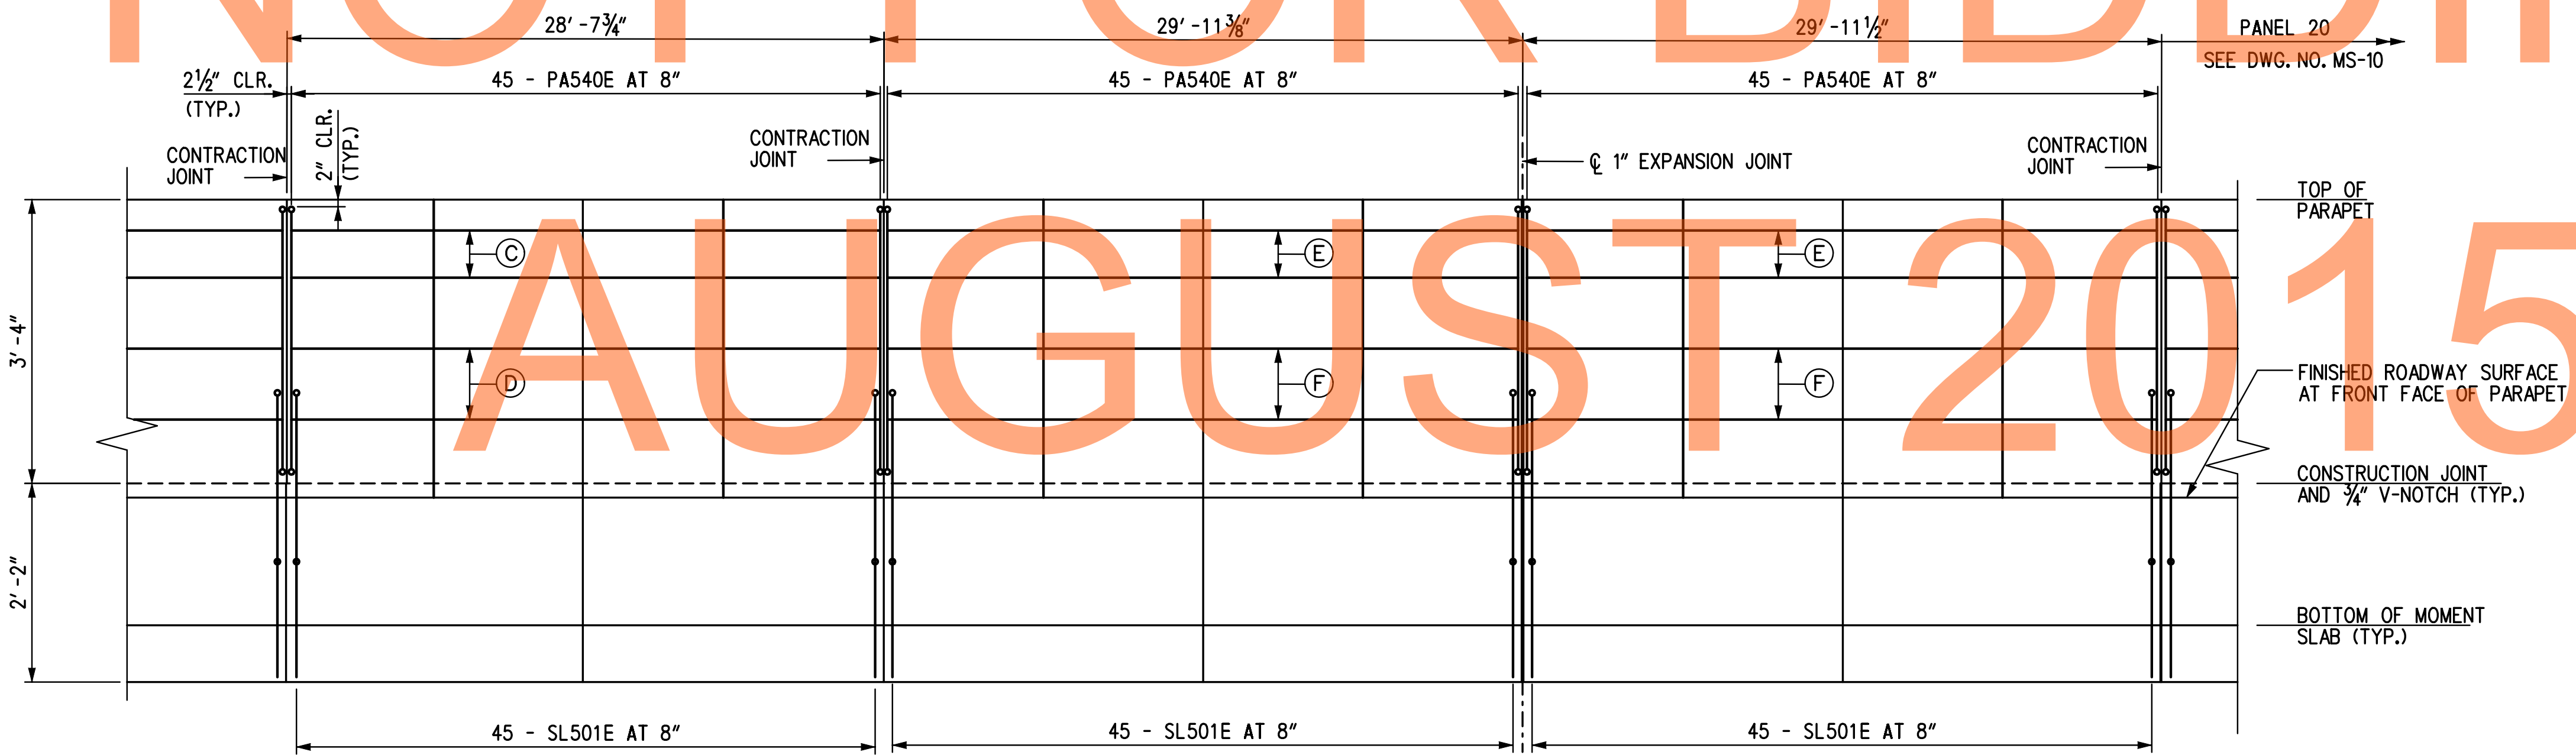 NOT FOR BIDDI
28'-7¾"
29'-11⅜"
29'-11½"
PANEL 20
SEE DWG. NO. MS-10
2½" CLR.
(TYP.)
45 - PA540E AT 8"
45 - PA540E AT 8"
45 - PA540E AT 8"
2" CLR.
(TYP.)
CONTRACTION
JOINT
CONTRACTION
JOINT
℄ 1" EXPANSION JOINT
CONTRACTION
JOINT
TOP OF
PARAPET
AUGUST 2015
C
E
E
3'-4"
D
F
F
FINISHED ROADWAY SURFACE
AT FRONT FACE OF PARAPET
CONSTRUCTION JOINT
AND ¾" V-NOTCH (TYP.)
2'-2"
BOTTOM OF MOMENT
SLAB (TYP.)
45 - SL501E AT 8"
45 - SL501E AT 8"
45 - SL501E AT 8"